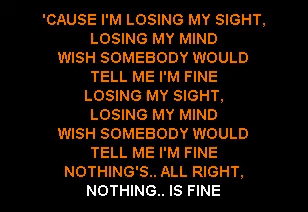 'CAUSE I'M LOSING MY SIGHT,
LOSING MY MIND
WISH SOMEBODY WOULD
TELL ME I'M FINE
LOSING MY SIGHT,
LOSING MY MIND
WISH SOMEBODY WOULD
TELL ME I'M FINE
NOTHING'S.. ALL RIGHT,
NOTHING.. IS FINE